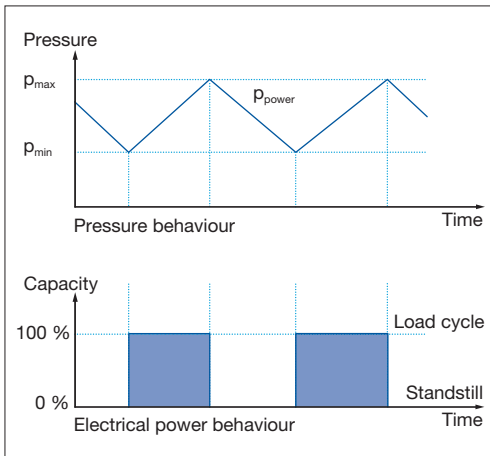 Pressure
pmax
ppower
pmin
Time
Pressure behaviour
Capacity
100 %
Load cycle
Standstill
0 %
Time
Electrical power behaviour